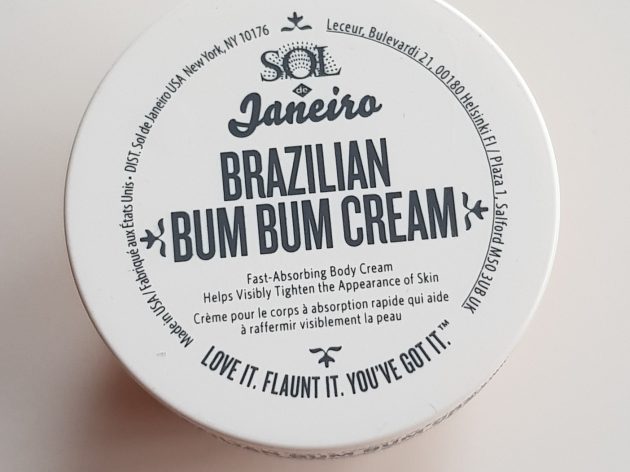 SOL
de
Janeiro
BRAZILIAN
BUM BUM CREAM
Fast-Absorbing Body Cream
Helps Visibly Tighten the Appearance of Skin
Crème pour le corps à absorption rapide qui aide
à raffermir visiblement la peau
LOVE IT. FLAUNT IT. YOU'VE GOT IT.™
Made in USA / Fabriqué aux États Unis • DIST. Sol de Janeiro USA New York, NY 10176
Leceur, Bulevardi 21, 00180 Helsinki FI / Plaza 1, Salford M50 3UB UK